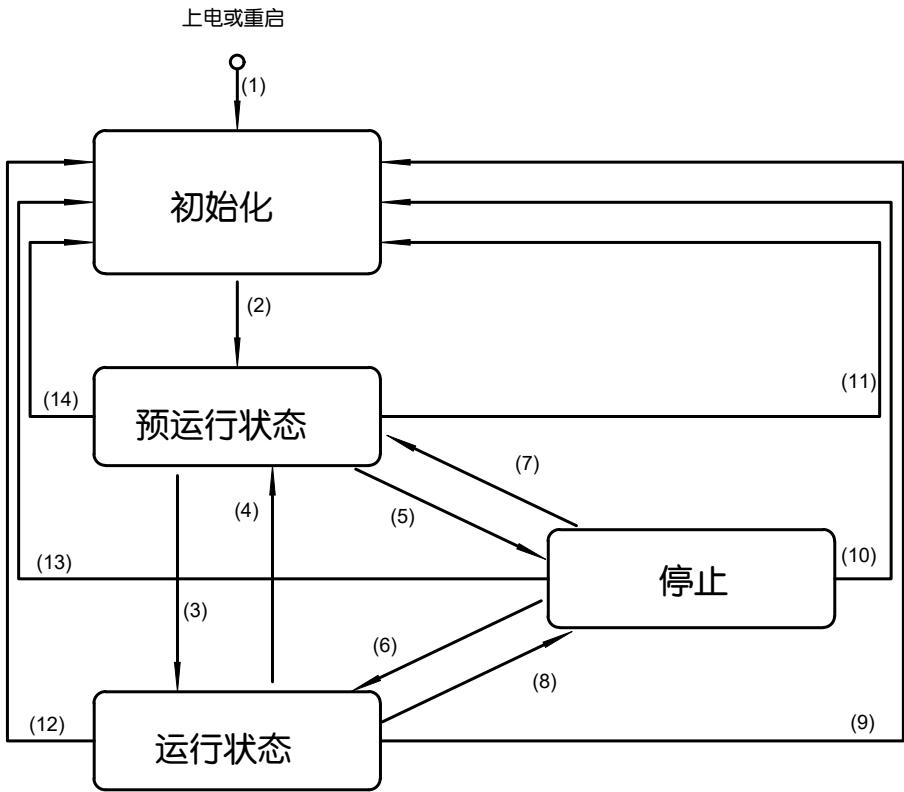 上电或重启
(1)
初始化
(2)
(14)
(11)
预运行状态
(7)
(4)
(5)
(13)
(10)
停止
(3)
(6)
(8)
(12)
(9)
运行状态